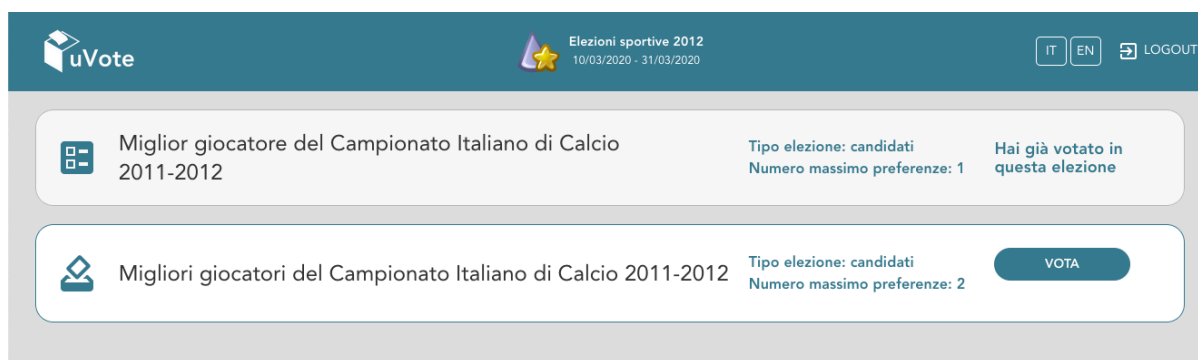 uVote
Elezioni sportive 2012
10/03/2020 - 31/03/2020
IT
EN
LOGOUT
Miglior giocatore del Campionato Italiano di Calcio
2011-2012
Tipo elezione: candidati
Numero massimo preferenze: 1
Hai già votato in
questa elezione
Migliori giocatori del Campionato Italiano di Calcio 2011-2012
Tipo elezione: candidati
Numero massimo preferenze: 2
VOTA